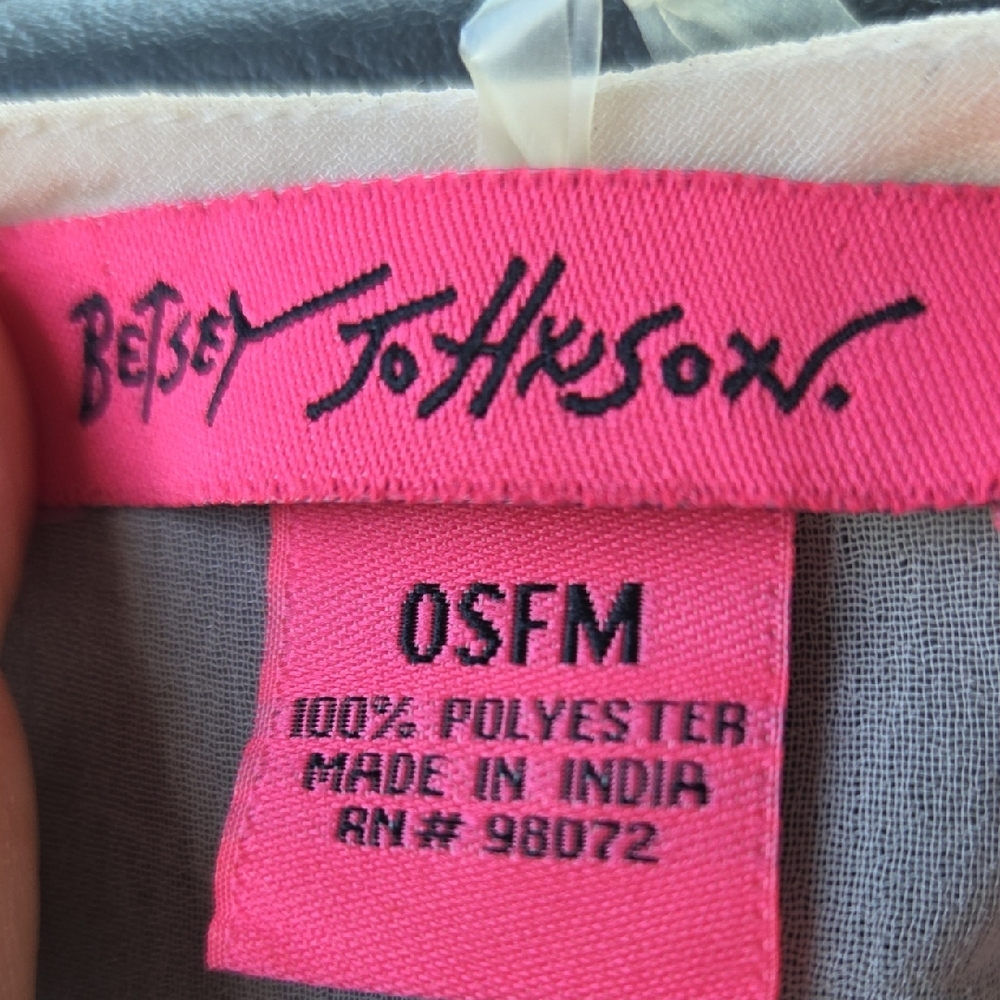 BETSEY JOHNSON.
OSFM
100% POLYESTER
MADE IN INDIA
RN# 98072